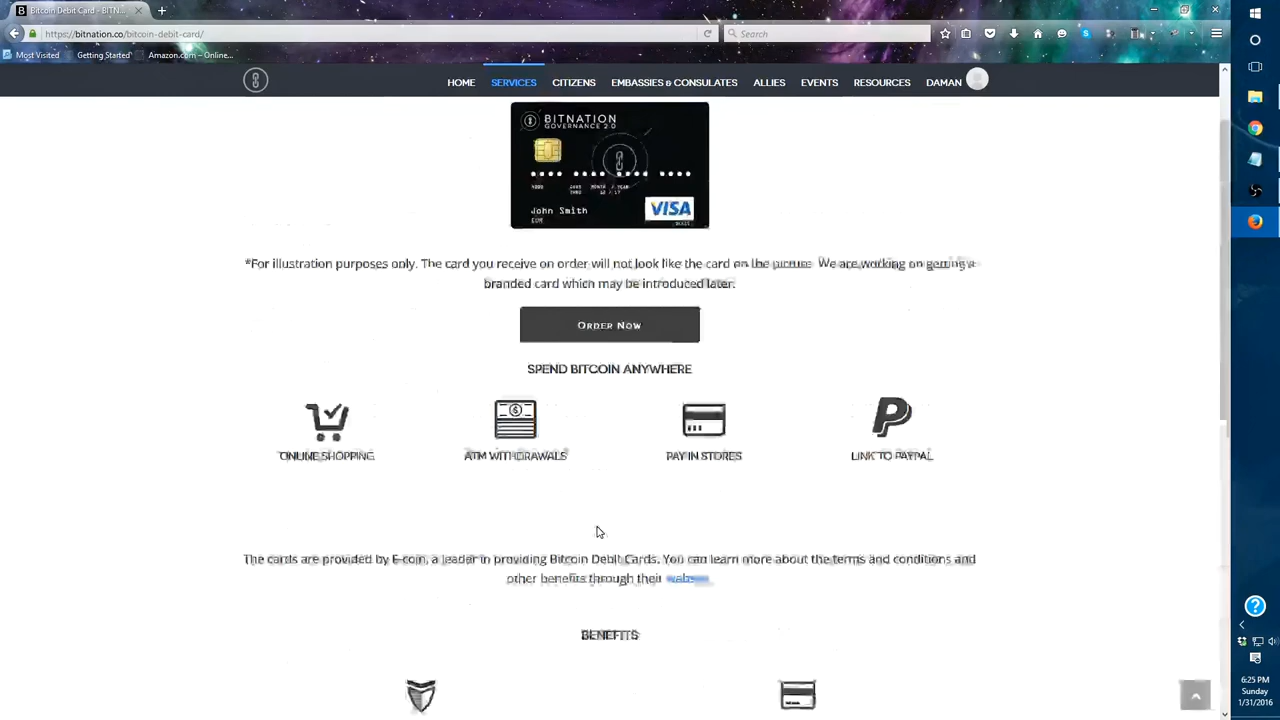 Bitcoin Debit Card - BITN...
https://bitnation.co/bitcoin-debit-card/
Search
Most Visited
Getting Started
Amazon.com – Online...
HOME
SERVICES
CITIZENS
EMBASSIES & CONSULATES
ALLIES
EVENTS
RESOURCES
DAMAN
BITNATION
GOVERNANCE 2.0
John Smith
EUR
VISA
*For illustration purposes only. The card you receive on order will not look like the card on the picture. We are working on getting a
branded card which may be introduced later.
ORDER NOW
SPEND BITCOIN ANYWHERE
ONLINE SHOPPING
ATM WITHDRAWALS
PAY IN STORES
LINK TO PAYPAL
The cards are provided by E-coin, a leader in providing Bitcoin Debit Cards. You can learn more about the terms and conditions and
other benefits through their website.
BENEFITS
6:25 PM
Sunday
1/31/2016